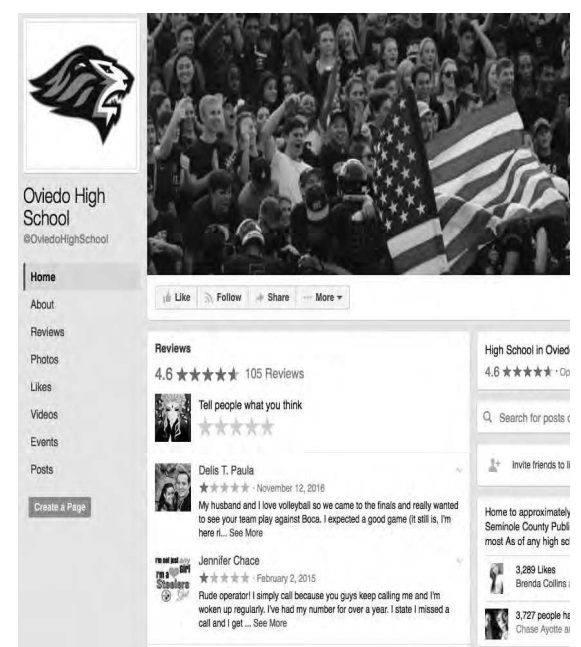 Oviedo High
School
@OviedoHighSchool
Home
About
Reviews
Photos
Likes
Videos
Events
Posts
Create a Page
Like
Follow
Share
More
Reviews
4.6 105 Reviews
Tell people what you think
Delis T. Paula
November 12, 2016
My husband and I love volleyball so we came to the finals and really wanted
to see your team play against Boca. I expected a good game (it still is, I'm
here ri... See More
Jennifer Chace
February 2, 2015
Rude operator! I simply call because you guys keep calling me and I'm
woken up regularly. I've had my number for over a year. I state I missed a
call and I get ... See More
I'm a
Steelers
High School in Oviedo
4.6 · Op
Search for posts o
Invite friends to li
Home to approximately
Seminole County Publi
most As of any high sc
3,289 Likes
Brenda Collins a
3,727 people ha
Chase Ayotte an